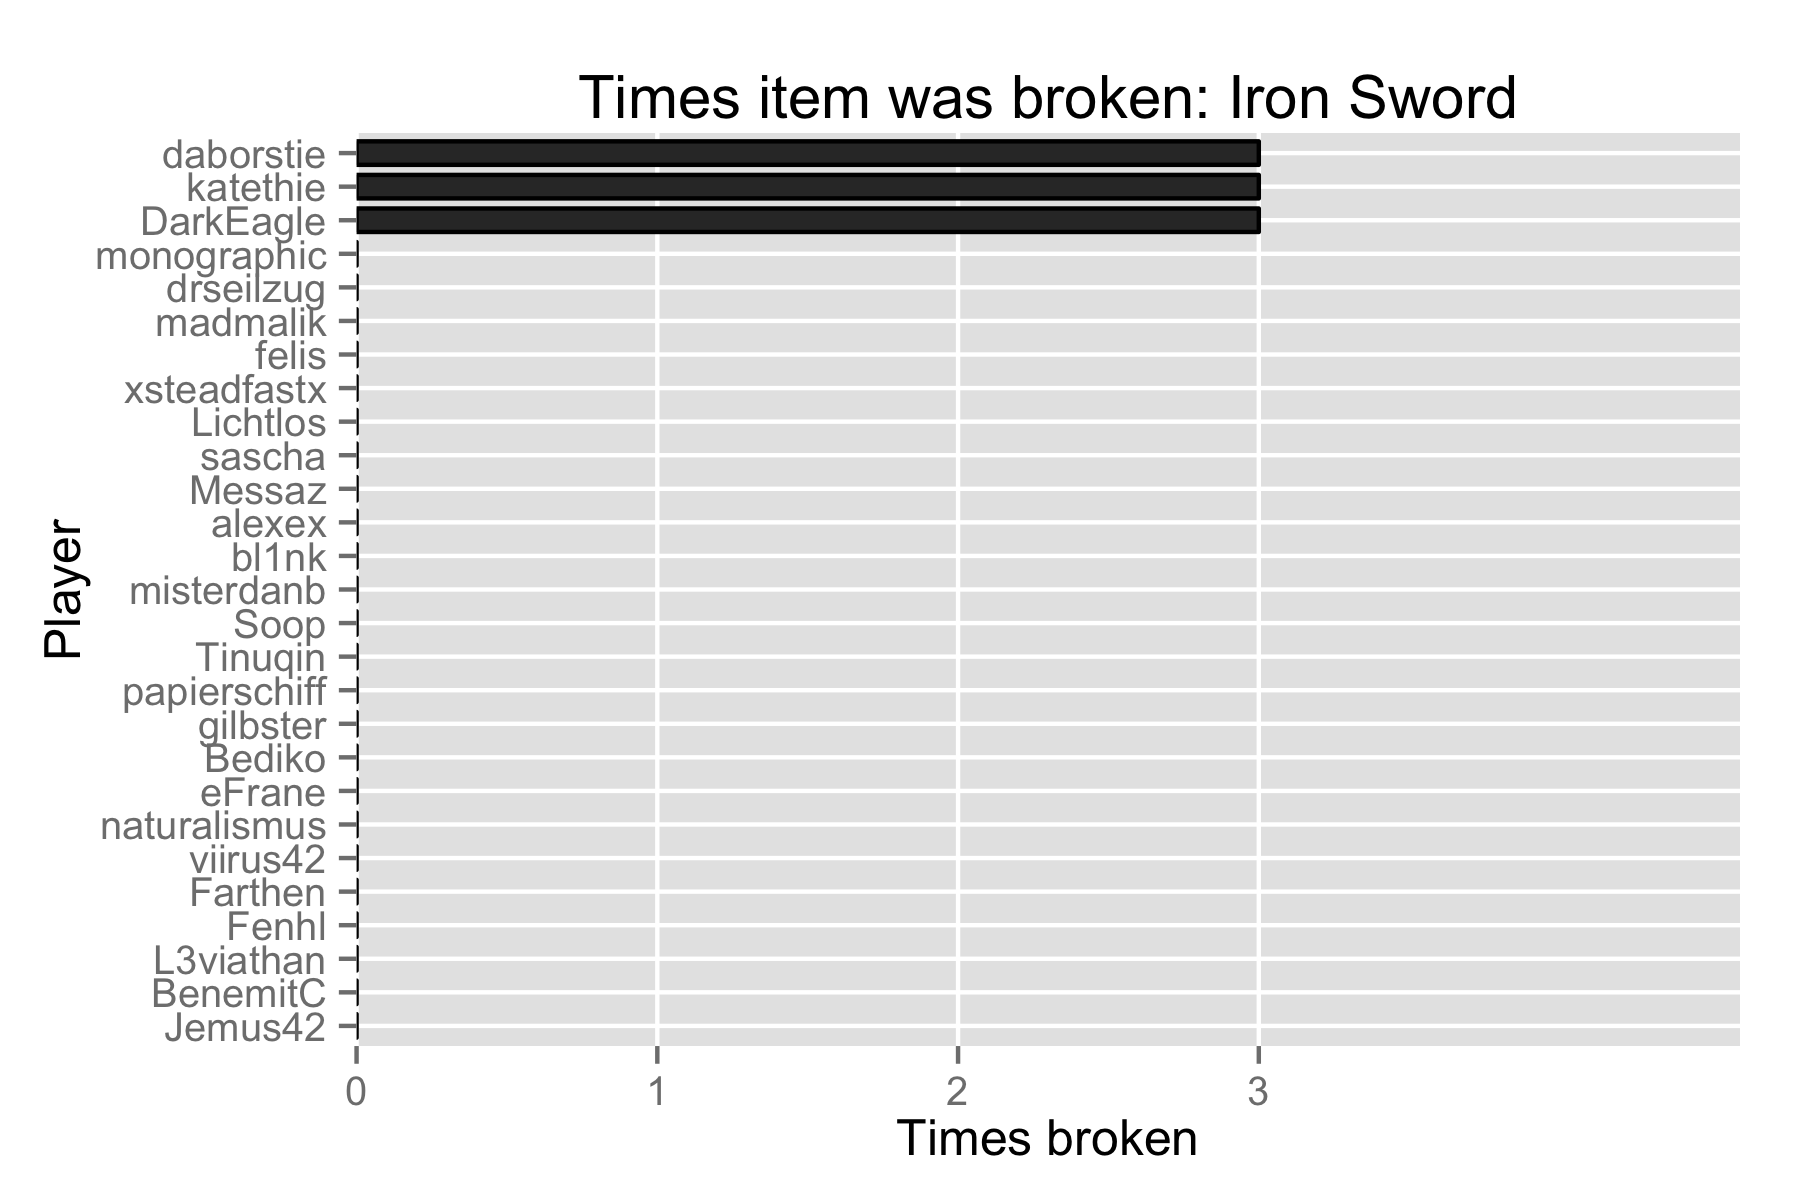 Times item was broken: Iron Sword
daborstie
katethie
DarkEagle
monographic
drseilzug
madmalik
felis
xsteadfastx
Lichtlos
sascha
Messaz
alexex
bl1nk
misterdanb
Soop
Tinuqin
papierschiff
gilbster
Bediko
eFrane
naturalismus
viirus42
Farthen
Fenhl
L3viathan
BenemitC
Jemus42
Player
0 1 2 3
Times broken